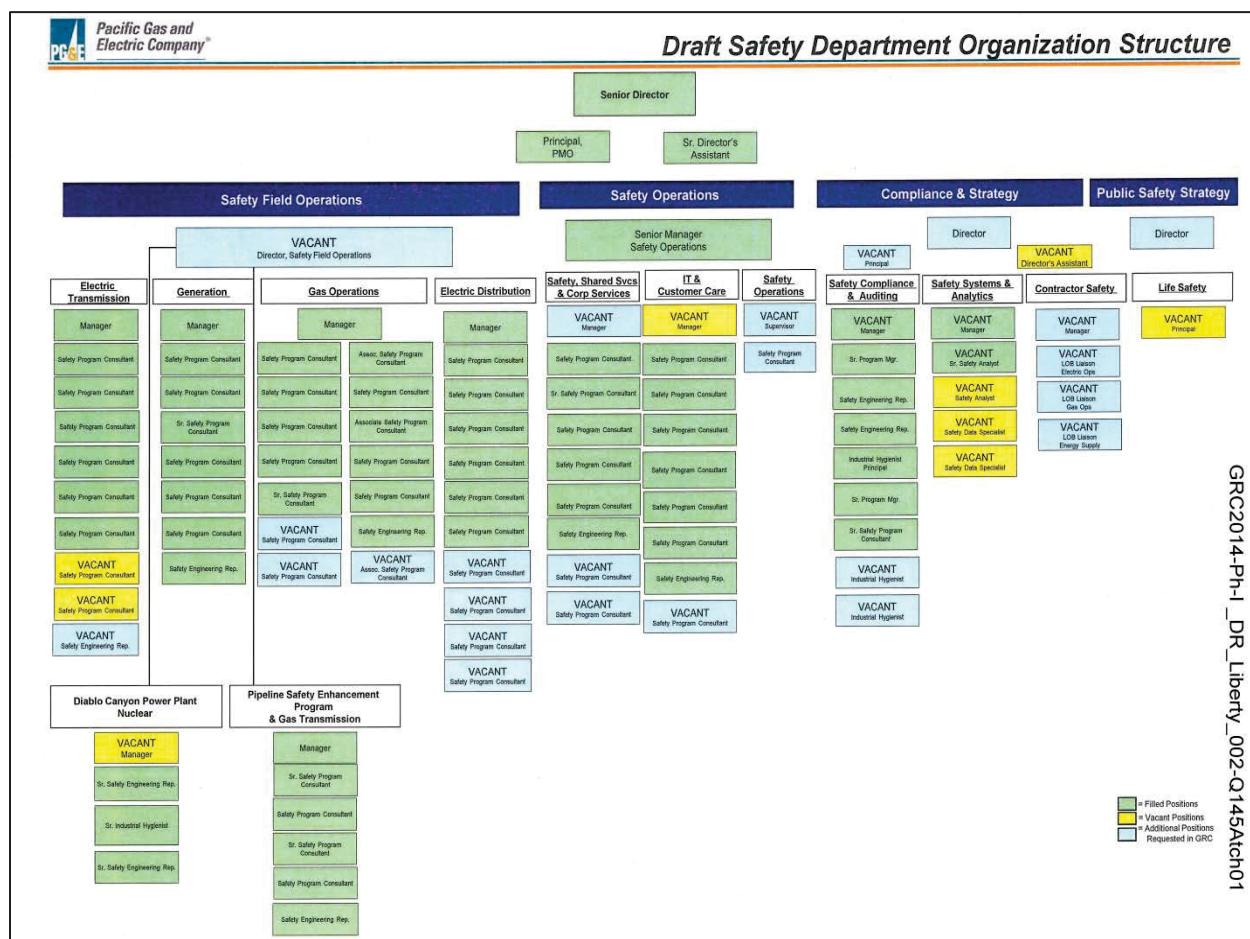 Pacific Gas and
Electric Company®
PG&E
Draft Safety Department Organization Structure
Senior Director
Principal,
PMO
Sr. Director's
Assistant
Safety Field Operations
Safety Operations
Compliance & Strategy
Public Safety Strategy
VACANT
Director, Safety Field Operations
Senior Manager
Safety Operations
VACANT
Principal
Director
VACANT
Director's Assistant
Director
Electric
Transmission
Manager
Safety Program Consultant
Safety Program Consultant
Safety Program Consultant
Safety Program Consultant
Safety Program Consultant
Safety Program Consultant
VACANT
Safety Program Consultant
VACANT
Safety Program Consultant
VACANT
Safety Engineering Rep.
Generation
Manager
Safety Program Consultant
Safety Program Consultant
Sr. Safety Program
Consultant
Safety Program Consultant
Safety Program Consultant
Safety Program Consultant
Safety Engineering Rep.
Gas Operations
Manager
Safety Program Consultant
Safety Program Consultant
Safety Program Consultant
Safety Program Consultant
Sr. Safety Program
Consultant
VACANT
Safety Program Consultant
VACANT
Safety Program Consultant
Assoc. Safety Program
Consultant
Safety Program Consultant
Associate Safety Program
Consultant
Safety Program Consultant
Safety Program Consultant
Safety Engineering Rep.
VACANT
Assoc. Safety Program
Consultant
Electric Distribution
Manager
Safety Program Consultant
Safety Program Consultant
Safety Program Consultant
Safety Program Consultant
Safety Program Consultant
Safety Program Consultant
VACANT
Safety Program Consultant
VACANT
Safety Program Consultant
VACANT
Safety Program Consultant
VACANT
Safety Program Consultant
Safety, Shared Svcs
& Corp Services
VACANT
Manager
Safety Program Consultant
Sr. Safety Program Consultant
Safety Program Consultant
Safety Program Consultant
Safety Program Consultant
Safety Engineering Rep.
VACANT
Safety Program Consultant
VACANT
Safety Program Consultant
IT &
Customer Care
VACANT
Manager
Safety Program Consultant
Safety Program Consultant
Safety Program Consultant
Safety Program Consultant
Safety Program Consultant
Safety Program Consultant
Safety Engineering Rep.
VACANT
Safety Program Consultant
Safety
Operations
VACANT
Supervisor
Safety Program
Consultant
Safety Compliance
& Auditing
VACANT
Manager
Sr. Program Mgr.
Safety Engineering Rep.
Safety Engineering Rep.
Industrial Hygienist
Principal
Sr. Program Mgr.
Sr. Safety Program
Consultant
VACANT
Industrial Hygienist
VACANT
Industrial Hygienist
Safety Systems &
Analytics
VACANT
Manager
VACANT
Sr. Safety Analyst
VACANT
Safety Analyst
VACANT
Safety Data Specialist
VACANT
Safety Data Specialist
Contractor Safety
VACANT
Manager
VACANT
LOB Liaison
Electric Ops
VACANT
LOB Liaison
Gas Ops
VACANT
LOB Liaison
Energy Supply
Life Safety
VACANT
Principal
Diablo Canyon Power Plant
Nuclear
VACANT
Manager
Sr. Safety Engineering Rep.
Sr. Industrial Hygienist
Sr. Safety Engineering Rep.
Pipeline Safety Enhancement
Program
& Gas Transmission
Manager
Sr. Safety Program
Consultant
Safety Program Consultant
Sr. Safety Program
Consultant
Safety Program Consultant
Safety Engineering Rep.
= Filled Positions
= Vacant Positions
= Additional Positions
Requested in GRC
GRC2014-Ph-I_DR_Liberty_002-Q145Atch01